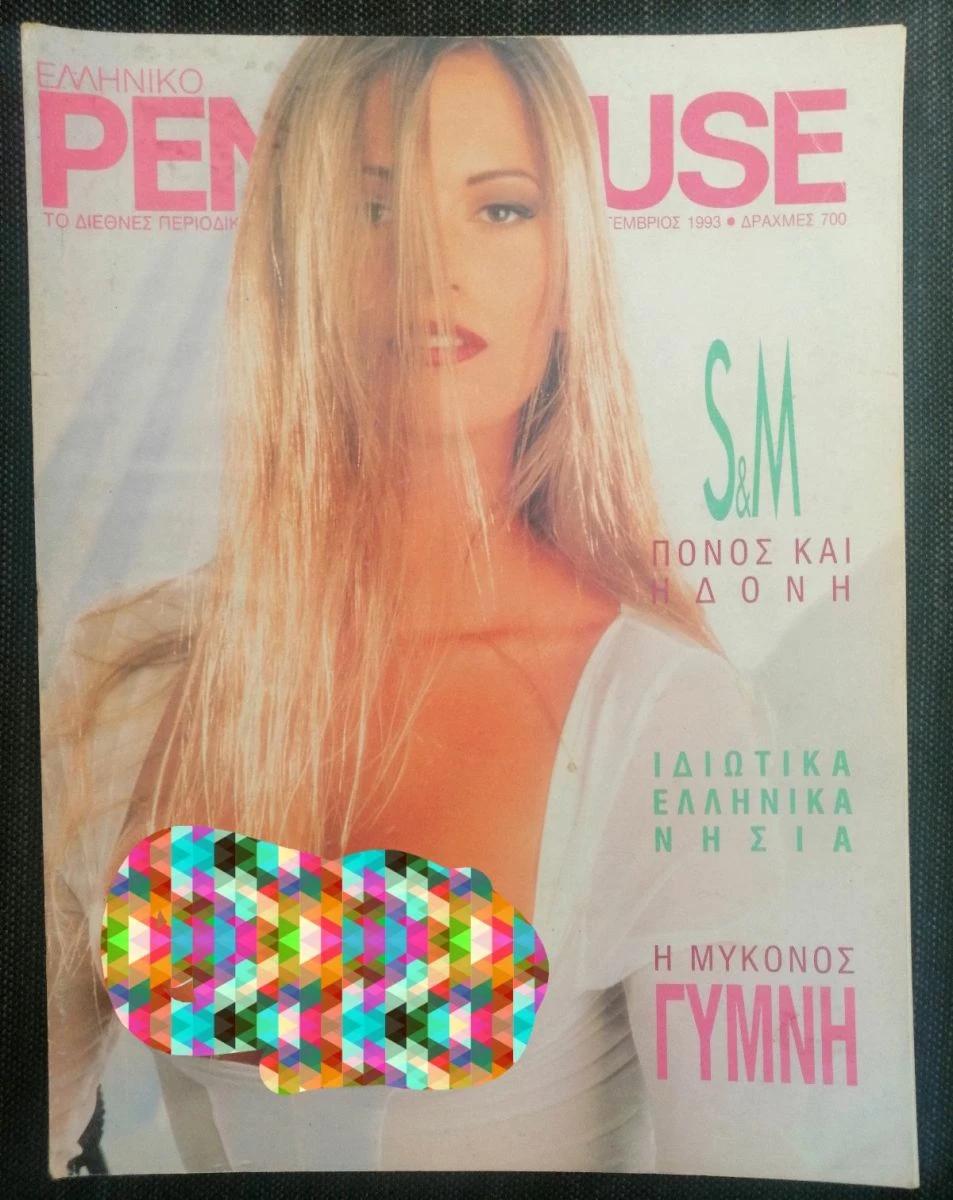 ΕΛΛΗΝΙΚΟ
PEN USE
ΤΟ ΔΙΕΘΝΕΣ ΠΕΡΙΟΔΙΚ ΤΕΜΒΡΙΟΣ 1993 • ΔΡΑΧΜΕΣ 700
S&M
ΠΟΝΟΣ ΚΑΙ
ΗΔΟΝΗ
ΙΔΙΩΤΙΚΑ
ΕΛΛΗΝΙΚΑ
ΝΗΣΙΑ
Η ΜΥΚΟΝΟΣ
ΓΥΜΝΗ